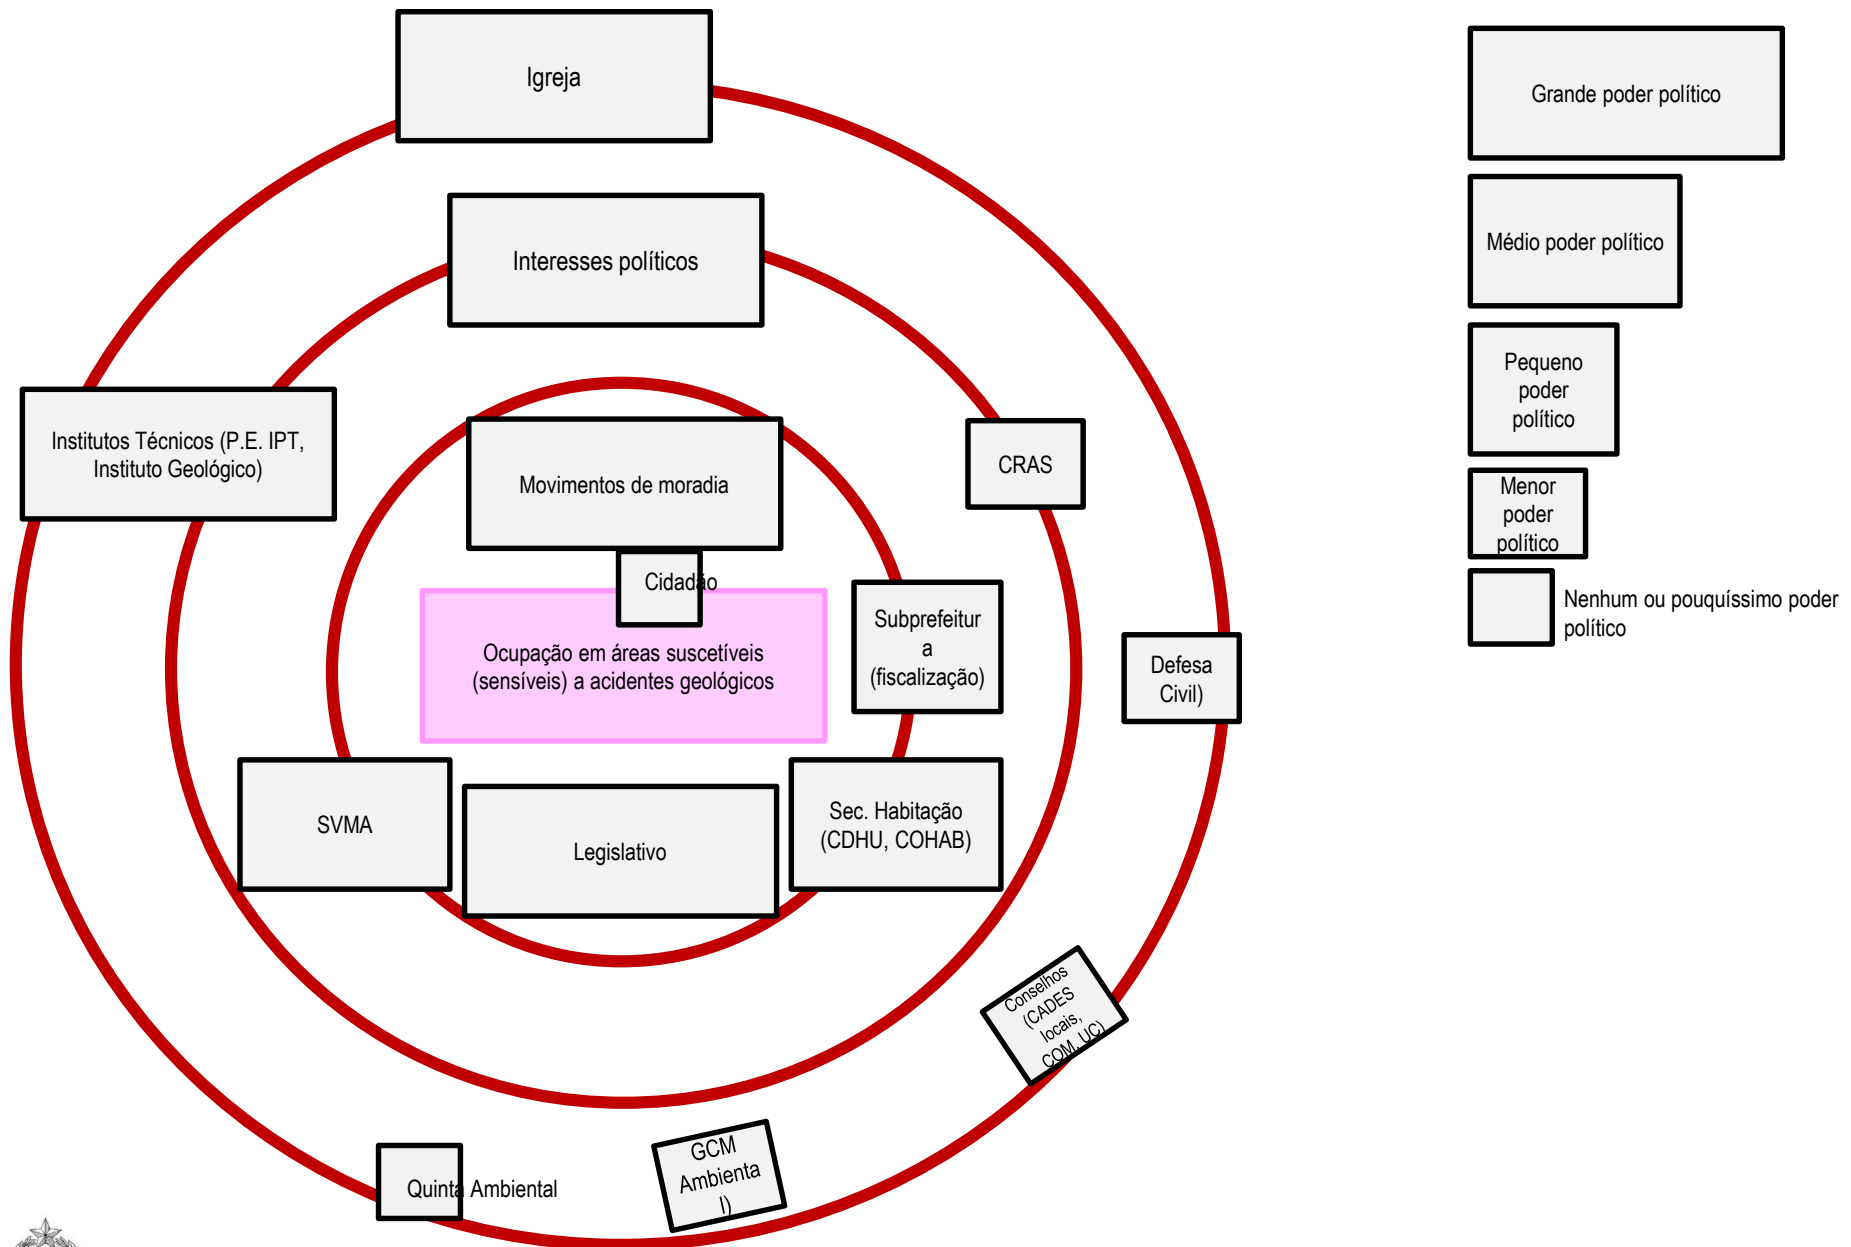 Igreja
Grande poder político
Interesses políticos
Médio poder político
Institutos Técnicos (P.E. IPT,
Instituto Geológico)
Movimentos de moradia
CRAS
Pequeno
poder
político
Menor
poder
político
Cidadão
Nenhum ou pouquíssimo poder
político
Ocupação em áreas suscetíveis
(sensíveis) a acidentes geológicos
Subprefeitur
a
(fiscalização)
Defesa
Civil)
SVMA
Legislativo
Sec. Habitação
(CDHU, COHAB)
Conselhos
(CADES
locais,
COM, UC)
GCM
Ambienta
l)
Quinta Ambiental